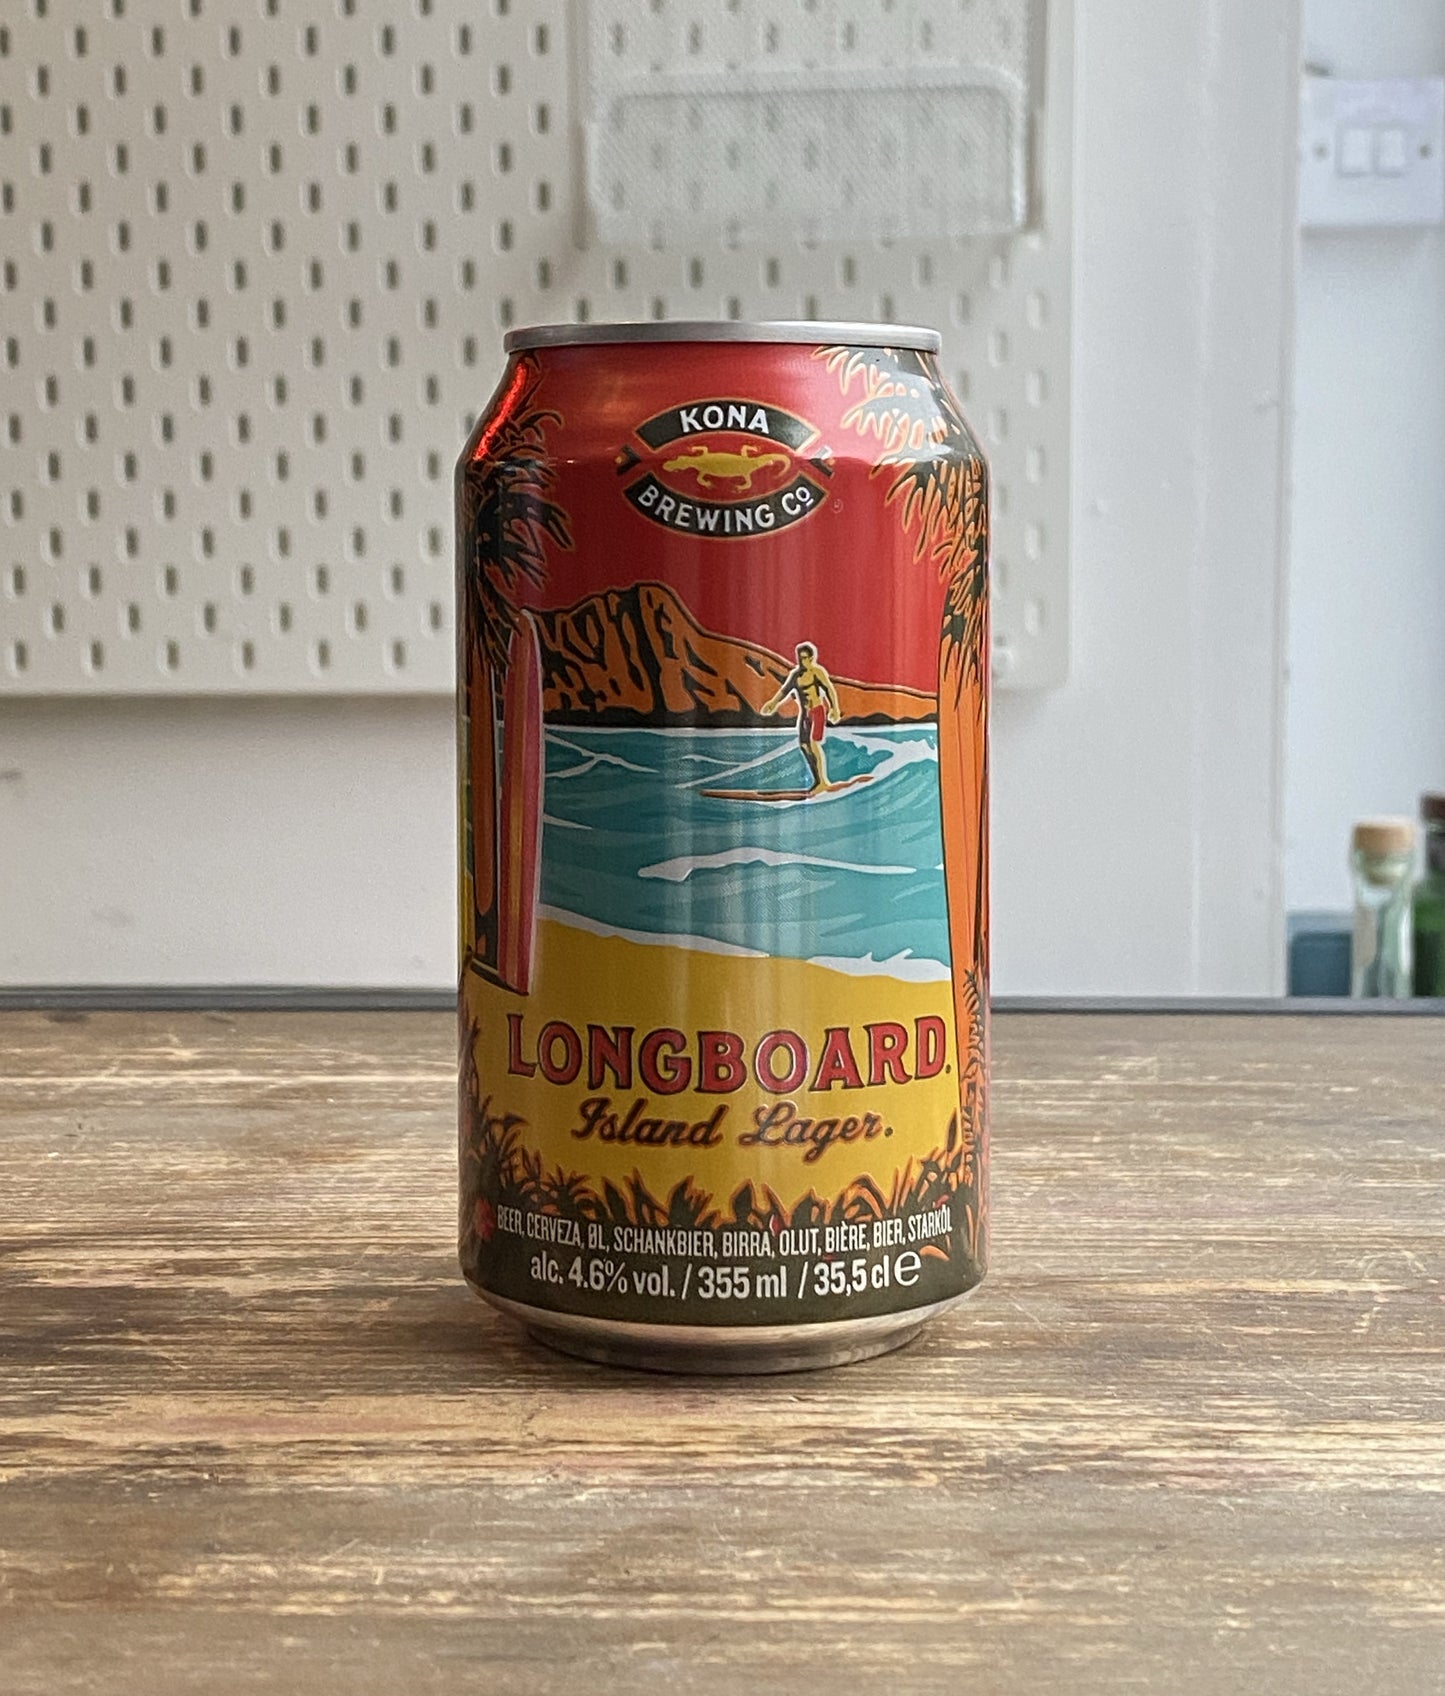 KONA
BREWING Co
LONGBOARD.
Island Lager.
BEER, CERVEZA, ØL, SCHANKBIER, BIRRA, OLUT, BIÈRE, BIER, STARKÖL
alc. 4.6% vol. / 355 ml / 35,5 cl e